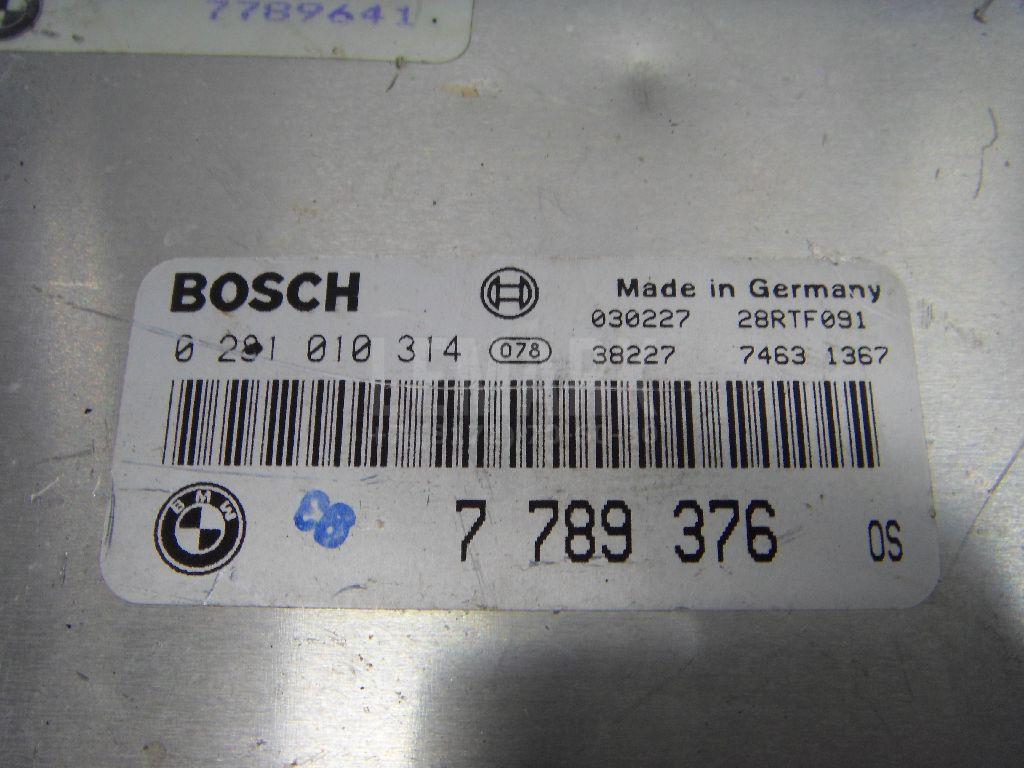 7789641
BOSCH
Made in Germany
030227 28RTF091
0 281 010 314 078 38227 7463 1367
BMW
7 789 376 OS